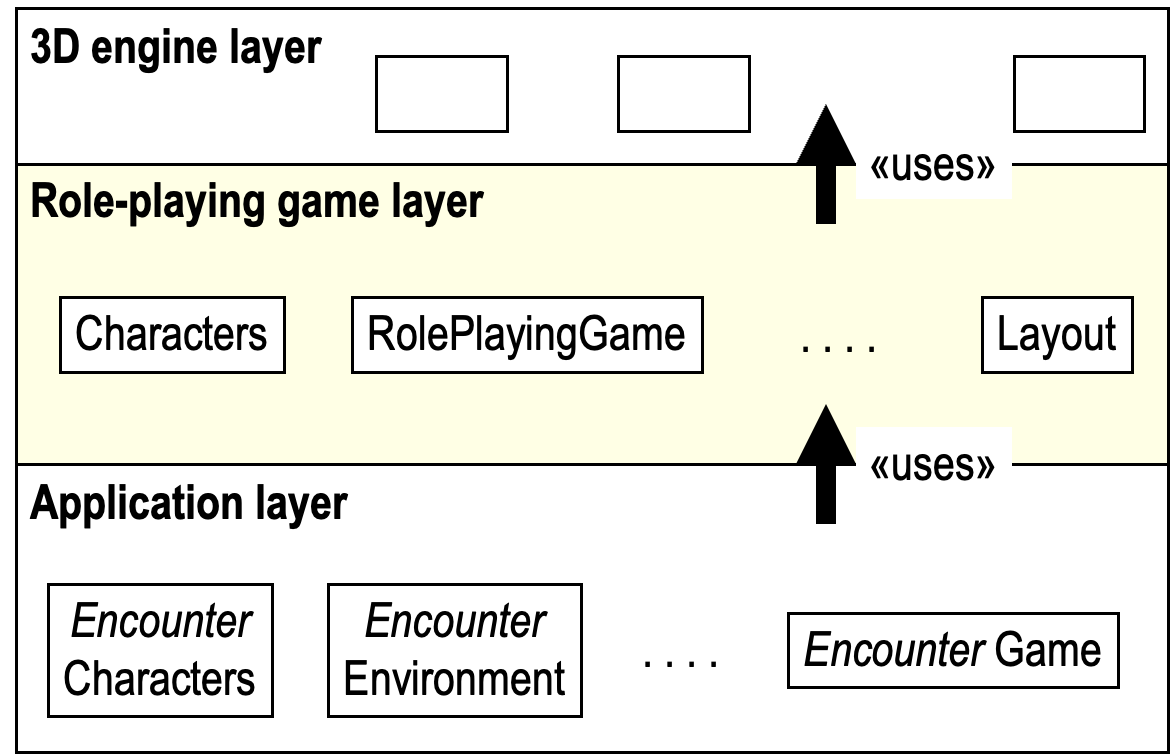 3D engine layer
«uses»
Role-playing game layer
Characters
RolePlayingGame
. . . .
Layout
«uses»
Application layer
Encounter
Characters
Encounter
Environment
. . . .
Encounter Game